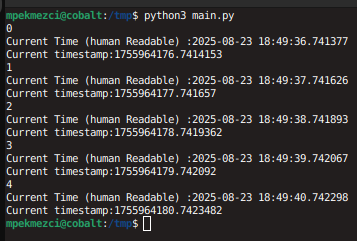 mpekmezci@cobalt:/tmp$ python3 main.py
0
Current Time (human Readable) :2025-08-23 18:49:36.741377
Current timestamp:1755964176.7414153
1
Current Time (human Readable) :2025-08-23 18:49:37.741626
Current timestamp:1755964177.741657
2
Current Time (human Readable) :2025-08-23 18:49:38.741893
Current timestamp:1755964178.7419362
3
Current Time (human Readable) :2025-08-23 18:49:39.742067
Current timestamp:1755964179.742092
4
Current Time (human Readable) :2025-08-23 18:49:40.742298
Current timestamp:1755964180.7423482
mpekmezci@cobalt:/tmp$